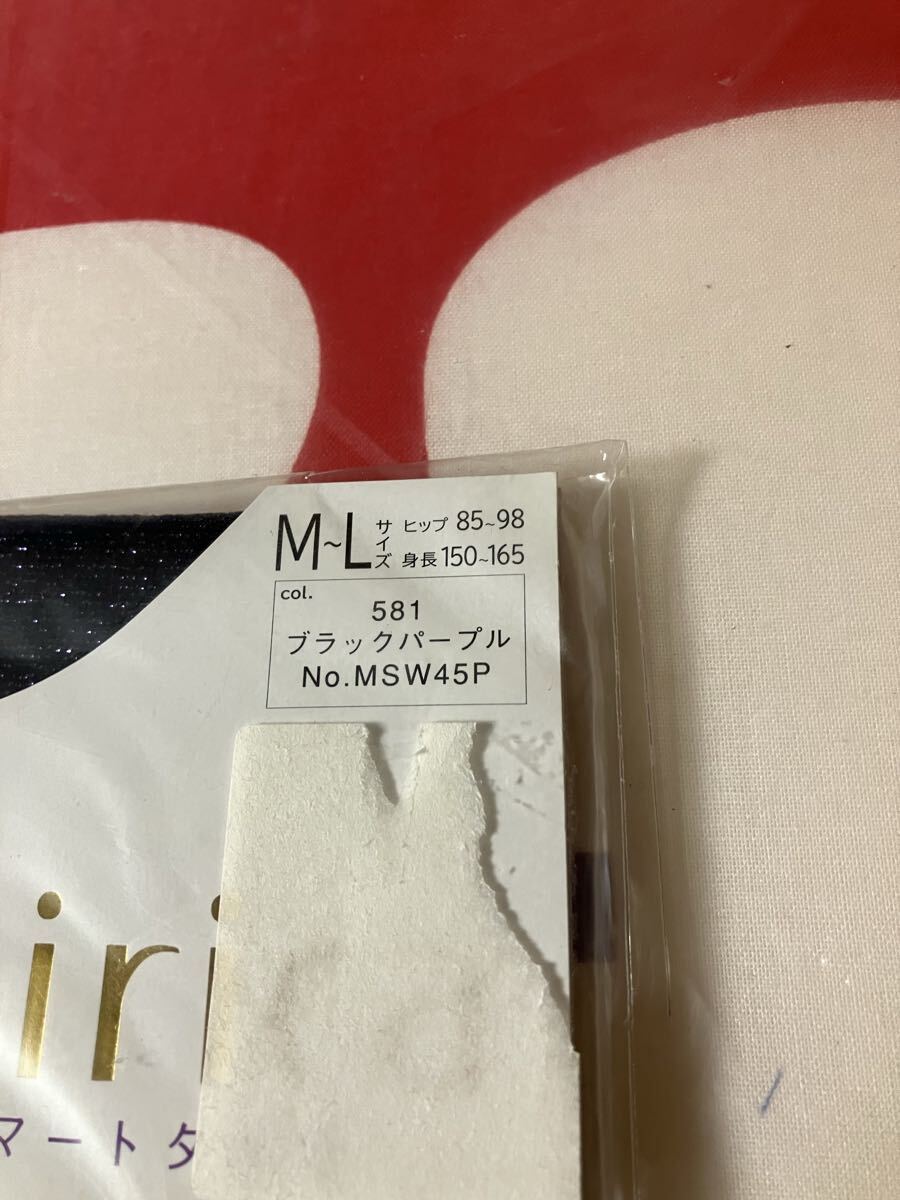 M~L サイズ ヒップ 85~98
身長 150~165
col.
581
ブラックパープル
No.MSW45P
iri
マートタ